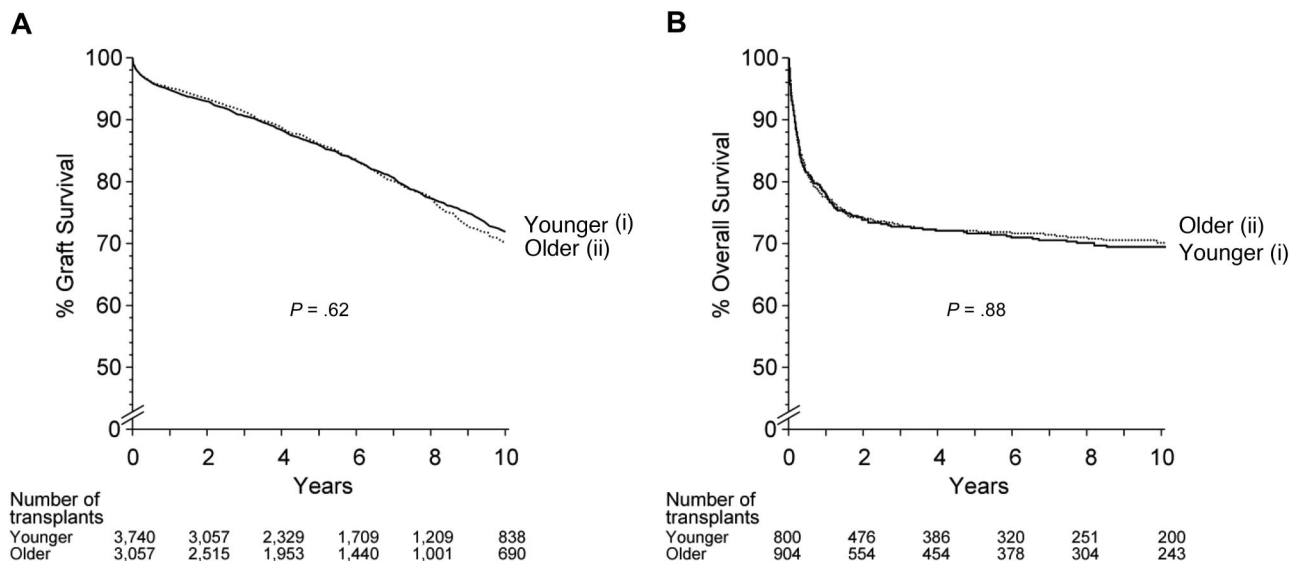 A
100
90
80
70
60
50
0
% Graft Survival
Younger (i)
Older (ii)
P = .62
0 2 4 6 8 10
Years
Number of
transplants
Younger 3,740 3,057 2,329 1,709 1,209 838
Older 3,057 2,515 1,953 1,440 1,001 690
B
100
90
80
70
60
50
0
% Overall Survival
Older (ii)
Younger (i)
P = .88
0 2 4 6 8 10
Years
Number of
transplants
Younger 800 476 386 320 251 200
Older 904 554 454 378 304 243